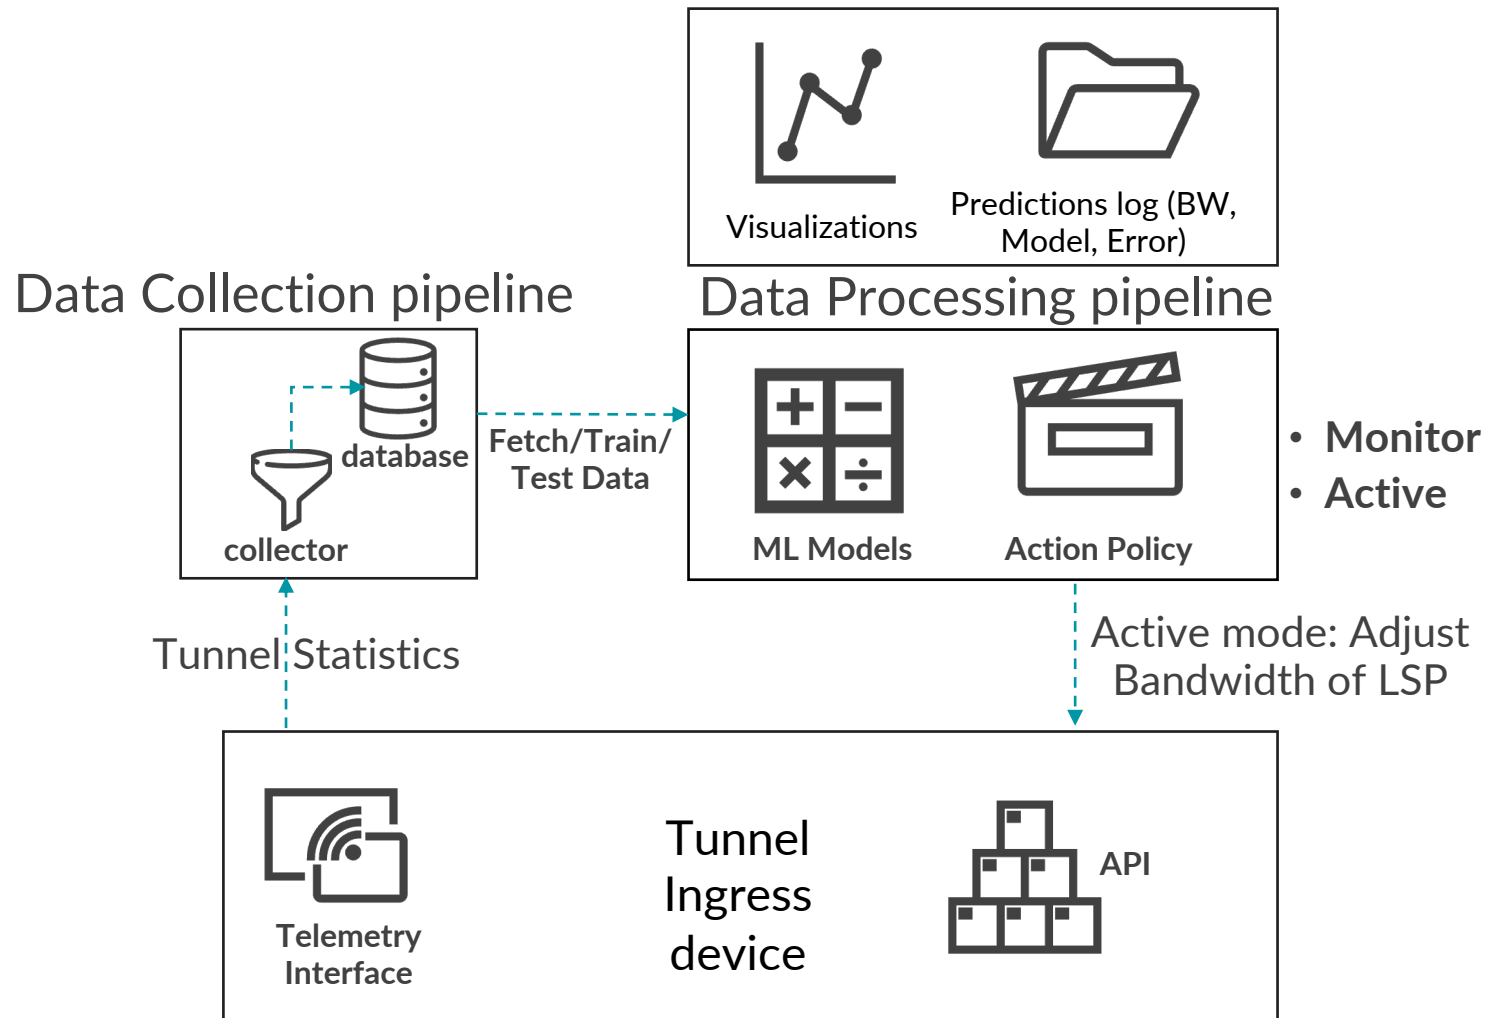 Visualizations
Predictions log (BW,
Model, Error)
Data Collection pipeline
Data Processing pipeline
database
collector
Fetch/Train/
Test Data
ML Models
Action Policy
• Monitor
• Active
Tunnel Statistics
Active mode: Adjust
Bandwidth of LSP
Telemetry
Interface
Tunnel
Ingress
device
API